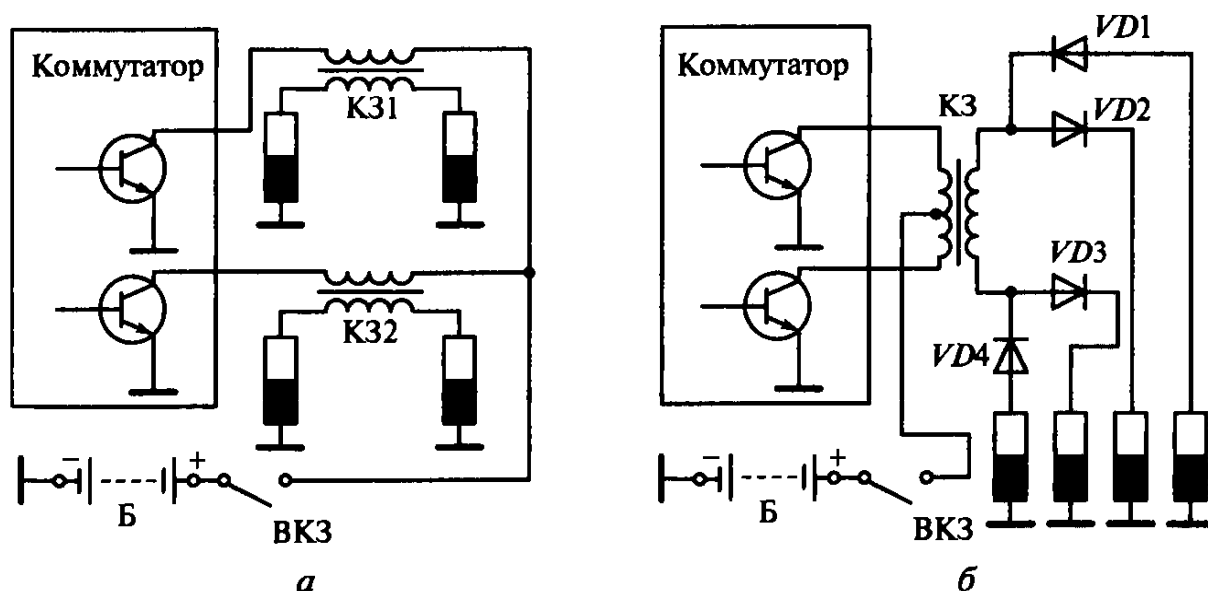 Коммутатор
КЗ1
КЗ2
− +
Б
ВКЗ
а
Коммутатор
КЗ
VD1
VD2
VD3
VD4
− +
Б
ВКЗ
б